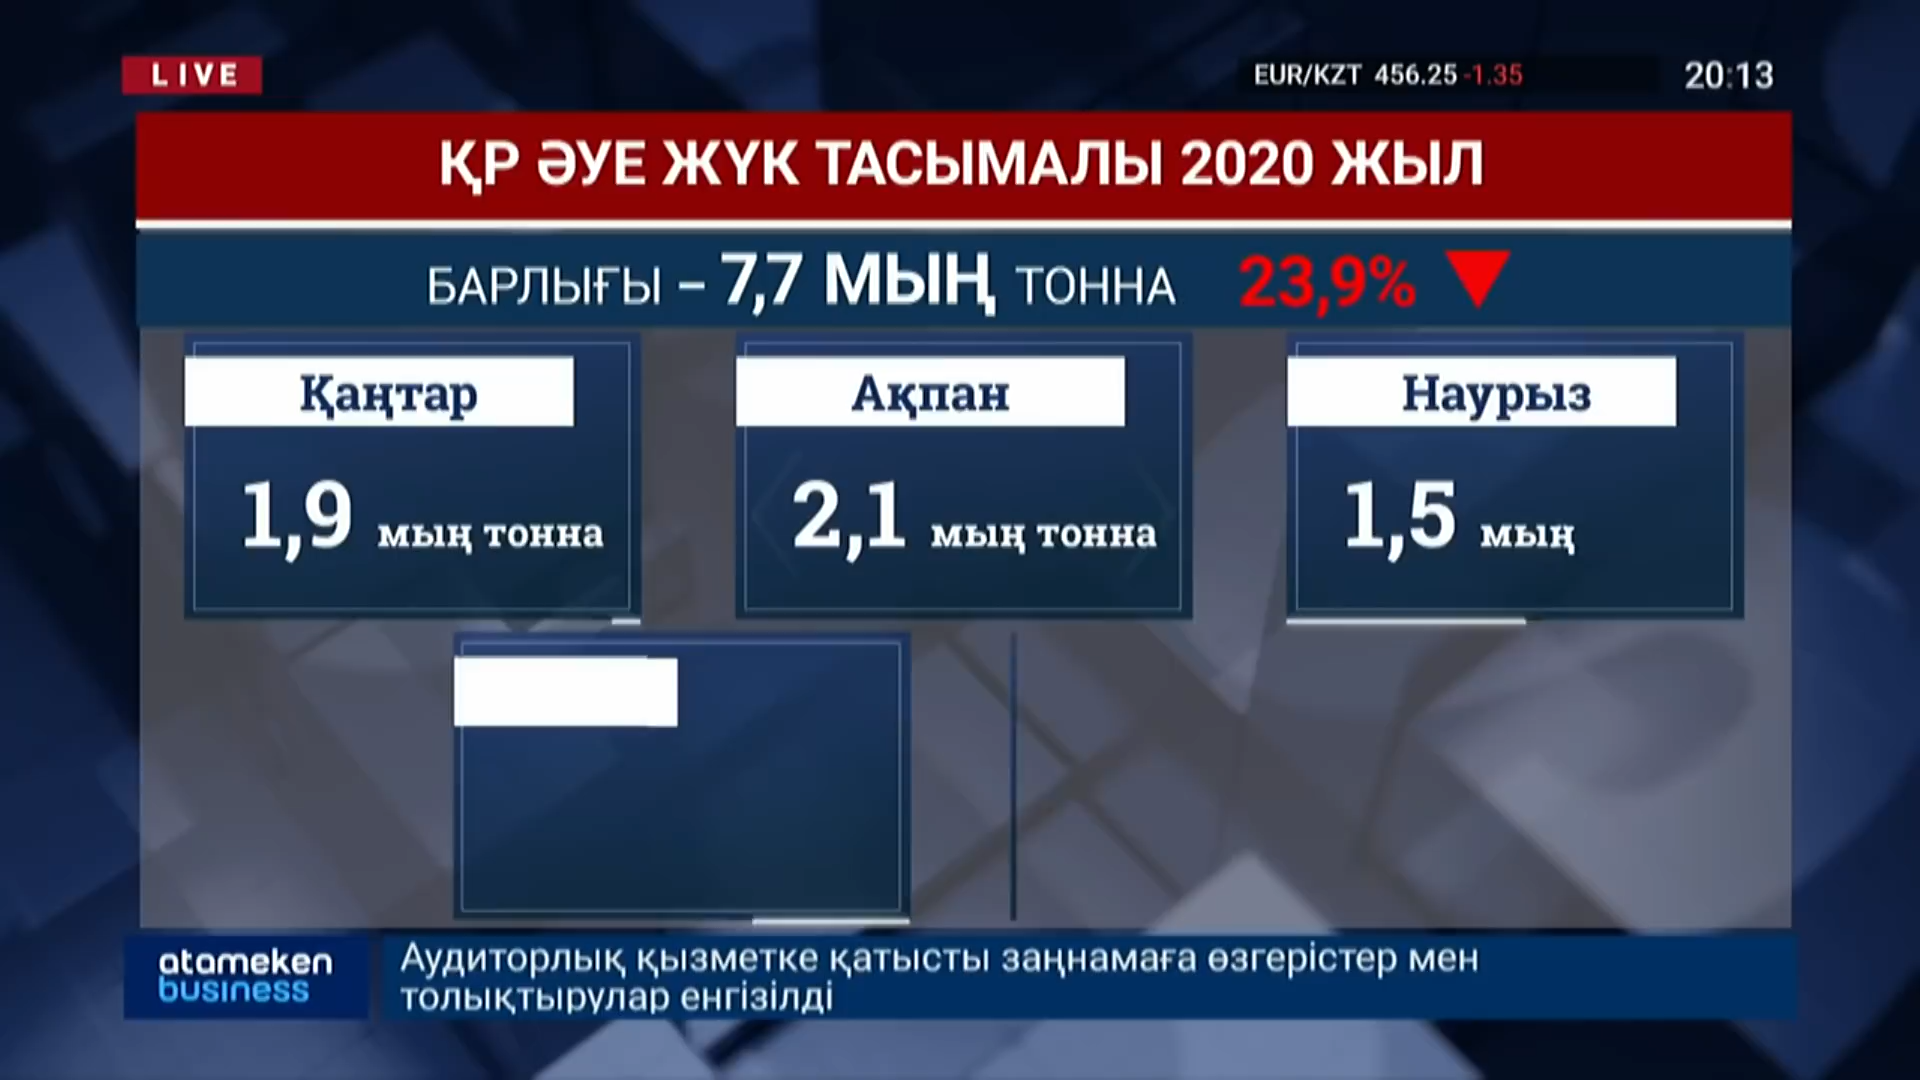 LIVE
EUR/KZT 456.25 -1.35
20:13
ҚР ӘУЕ ЖҮК ТАСЫМАЛЫ 2020 ЖЫЛ
БАРЛЫҒЫ – 7,7 МЫҢ ТОННА 23,9%
Қаңтар
1,9 мың тонна
Ақпан
2,1 мың тонна
Наурыз
1,5 мың
atameken
business
Аудиторлық қызметке қатысты заңнамаға өзгерістер мен
толықтырулар енгізілді